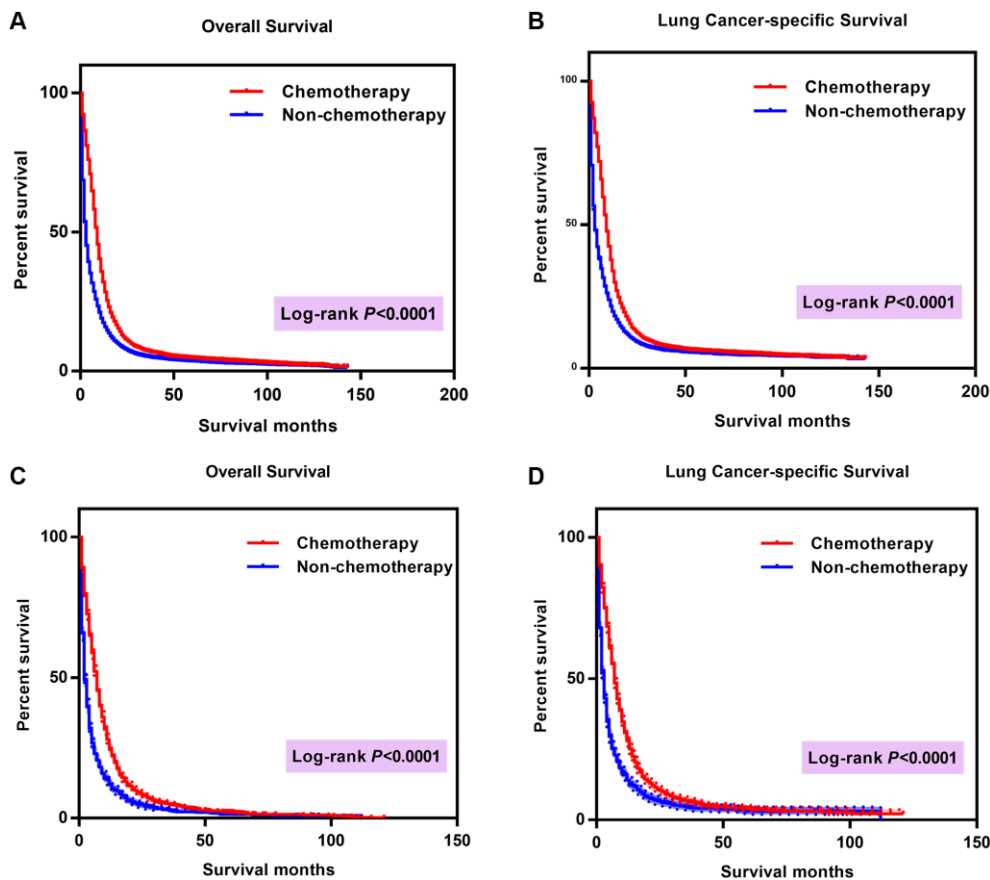 A
Overall Survival
100
50
0
Percent survival
Chemotherapy
Non-chemotherapy
Log-rank P<0.0001
0 50 100 150 200
Survival months
B
Lung Cancer-specific Survival
100
50
0
Percent survival
Chemotherapy
Non-chemotherapy
Log-rank P<0.0001
0 50 100 150 200
Survival months
C
Overall Survival
100
50
0
Percent survival
Chemotherapy
Non-chemotherapy
Log-rank P<0.0001
0 50 100 150
Survival months
D
Lung Cancer-specific Survival
100
50
0
Percent survival
Chemotherapy
Non-chemotherapy
Log-rank P<0.0001
0 50 100 150
Survival months